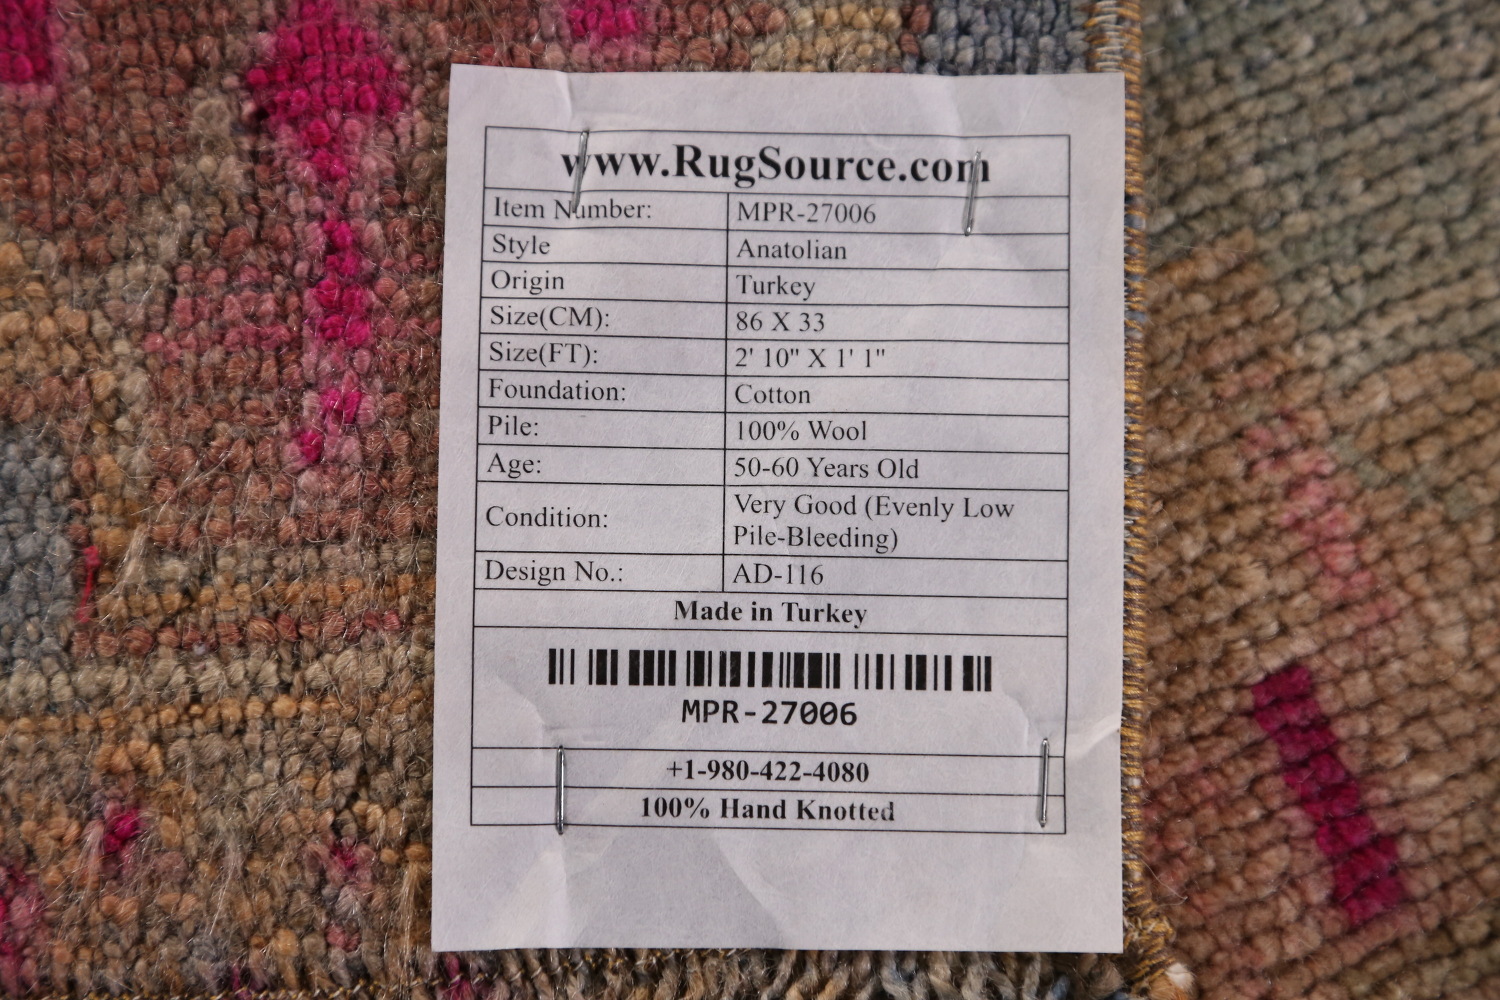 www.RugSource.com
Item Number: MPR-27006
Style Anatolian
Origin Turkey
Size(CM): 86 X 33
Size(FT): 2' 10" X 1' 1"
Foundation: Cotton
Pile: 100% Wool
Age: 50-60 Years Old
Condition: Very Good (Evenly Low
Pile-Bleeding)
Design No.: AD-116
Made in Turkey
MPR-27006
+1-980-422-4080
100% Hand Knotted